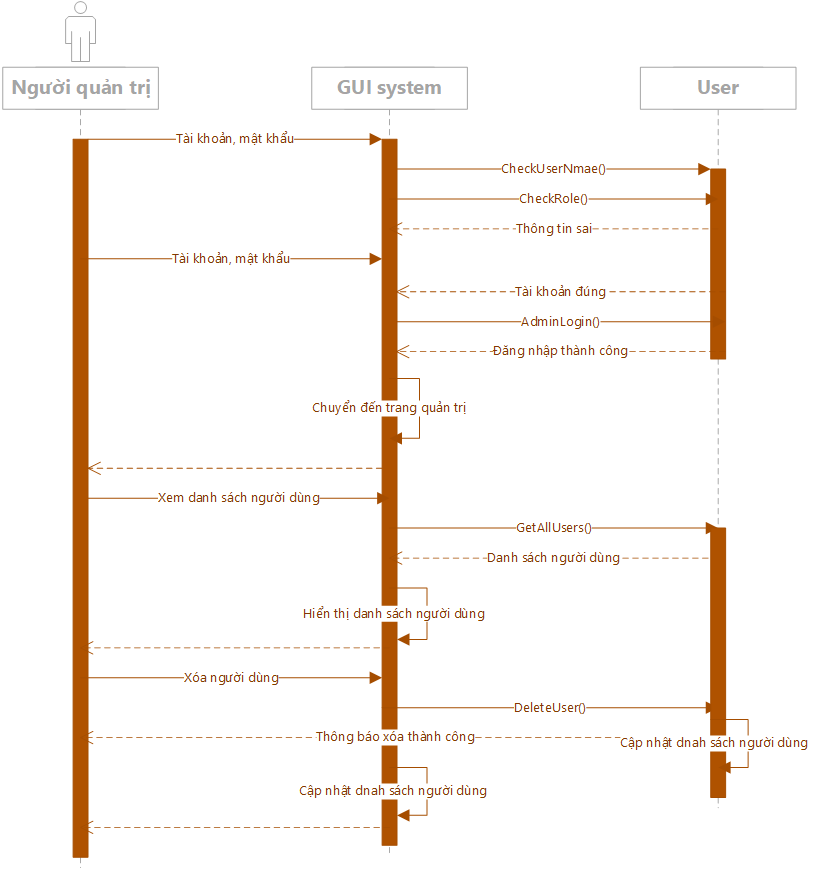 Người quản trị
GUI system
User
Tài khoản, mật khẩu
CheckUserNmae()
CheckRole()
Thông tin sai
Tài khoản, mật khẩu
Tài khoản đúng
AdminLogin()
Đăng nhập thành công
Chuyển đến trang quản trị
Xem danh sách người dùng
GetAllUsers()
Danh sách người dùng
Hiển thị danh sách người dùng
Xóa người dùng
DeleteUser()
Thông báo xóa thành công
Cập nhật dnah sách người dùng
Cập nhật dnah sách người dùng